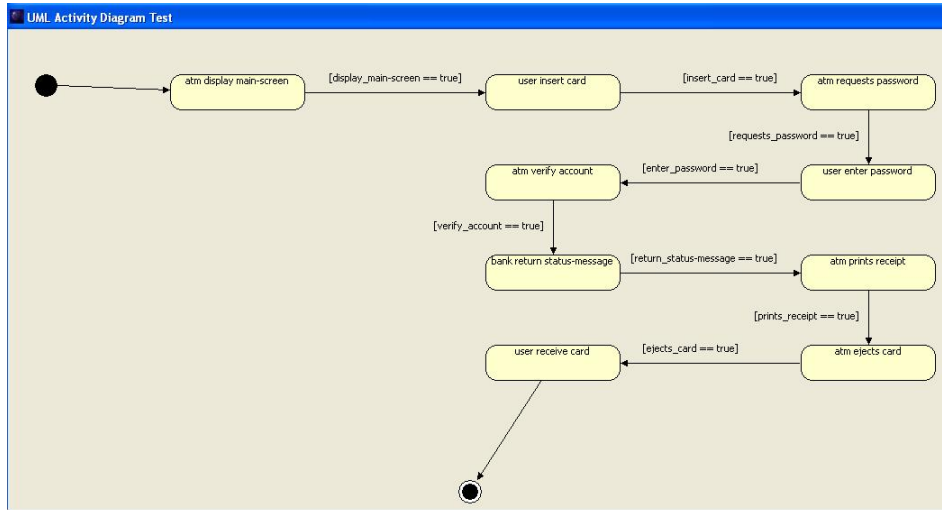 UML Activity Diagram Test
atm display main-screen
[display_main-screen == true]
user insert card
[insert_card == true]
atm requests password
[requests_password == true]
user enter password
[enter_password == true]
atm verify account
[verify_account == true]
bank return status-message
[return_status-message == true]
atm prints receipt
[prints_receipt == true]
atm ejects card
[ejects_card == true]
user receive card